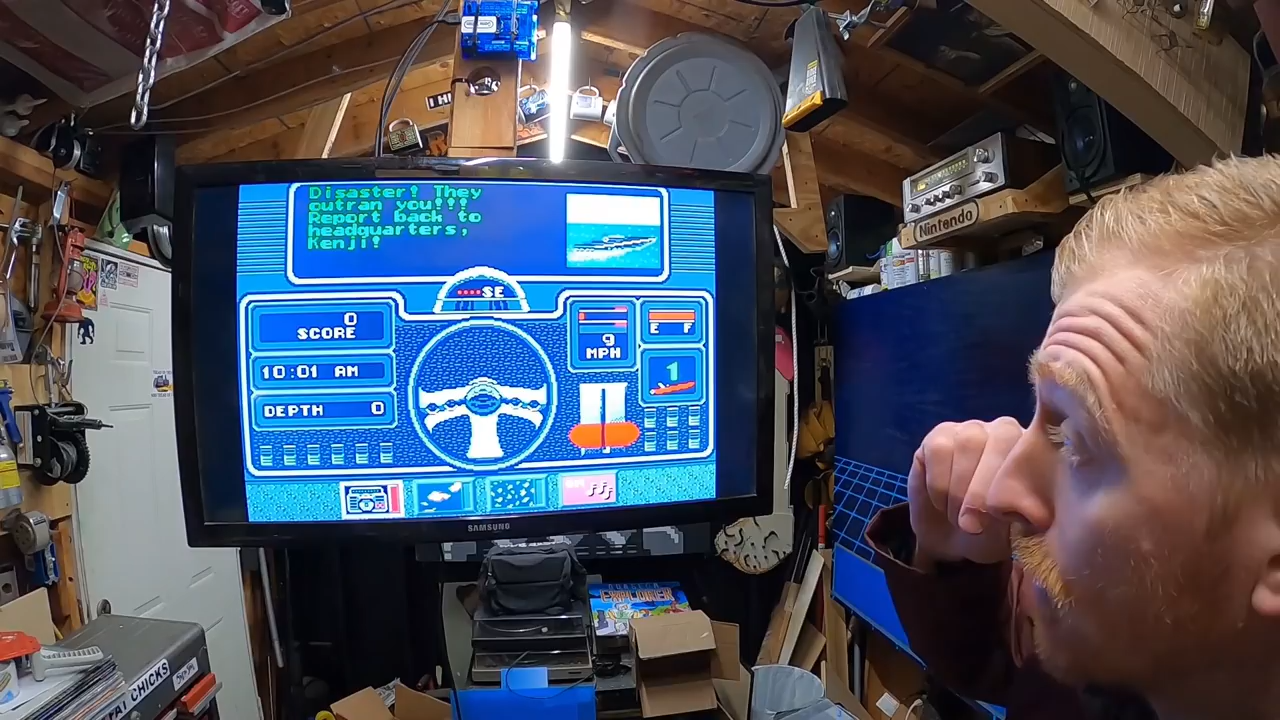 Disaster! They
outran you!!!
Report back to
headquarters,
Kenji!
SE
0
SCORE
10:01 AM
DEPTH 0
9
MPH
E F
1
SAMSUNG
Nintendo
EXPLORER
CHICKS